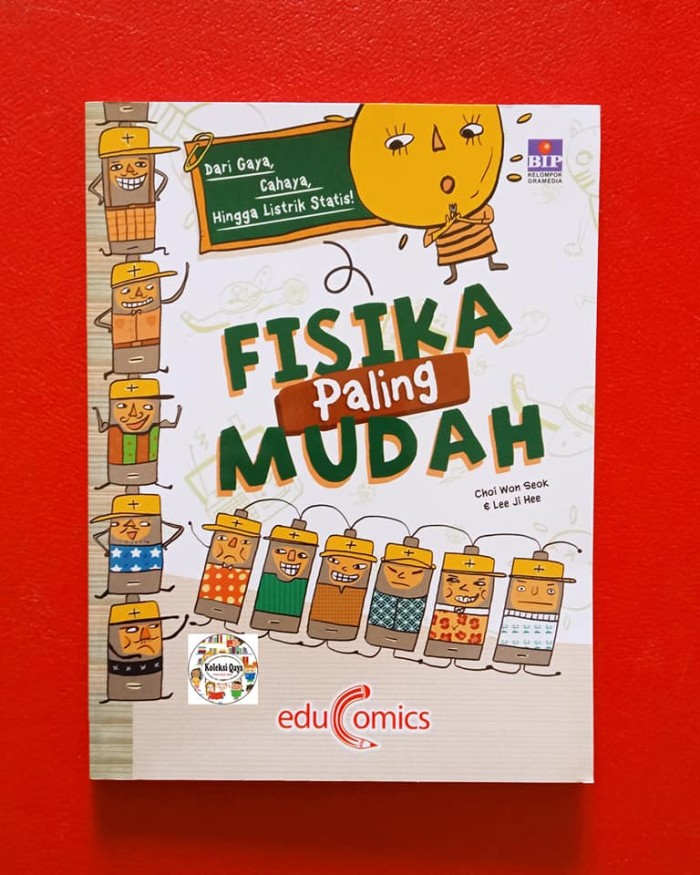 Dari Gaya,
Cahaya,
Hingga Listrik Statis!
BIP
KELOMPOK
GRAMEDIA
FISIKA
Paling
MUDAH
Choi Won Seok
& Lee Ji Hee
Koleksi Qays
eduComics